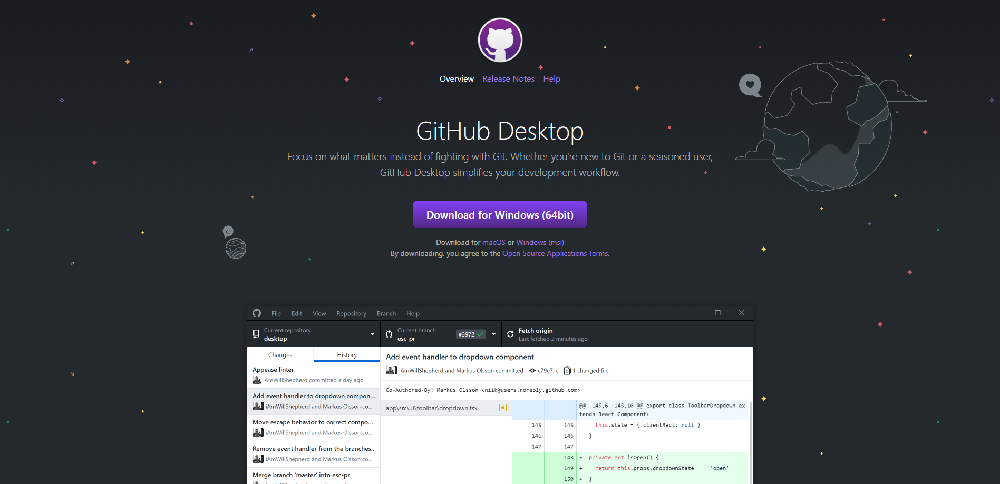 Overview Release Notes Help
GitHub Desktop
Focus on what matters instead of fighting with Git. Whether you're new to Git or a seasoned user,
GitHub Desktop simplifies your development workflow.
Download for Windows (64bit)
Download for macOS or Windows (msi)
By downloading, you agree to the Open Source Applications Terms.
File Edit View Repository Branch Help
Current repository
desktop
Current branch
esc-pr
#3972
Fetch origin
Last fetched 2 minutes ago
Changes History
Appease linter
iAmWillShepherd committed a day ago
Add event handler to dropdown compon...
iAmWillShepherd and Markus Olsson co...
Move escape behavior to correct compo...
iAmWillShepherd and Markus Olsson co...
Remove event handler from the branches..
iAmWillShepherd and Markus Olsson co...
Merge branch 'master' into esc-pr
Add event handler to dropdown component
iAmWillShepherd and Markus Olsson committed c79e71c 1 changed file
Co-Authored-By: Markus Olsson <niik@users.noreply.github.com>
app\src\ui\toolbar\dropdown.tsx
@@ -145,6 +145,10 @@ export class ToolbarDropdown ex
tends React.Component<
145 145 this.state = { clientRect: null }
146 146 }
147 147
148 + private get isOpen() {
149 + return this.props.dropdownState === 'open'
150 + }